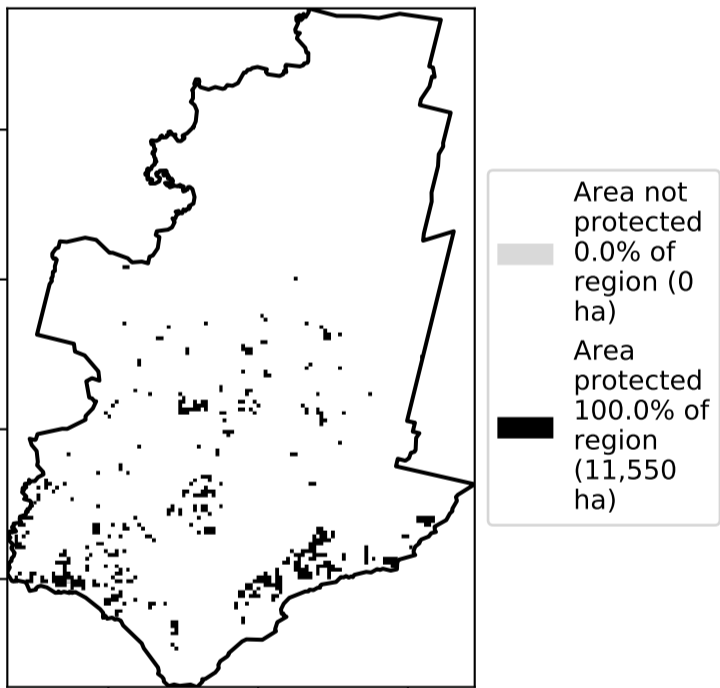 Area not
protected
0.0% of
region (0
ha)
Area
protected
100.0% of
region
(11,550
ha)